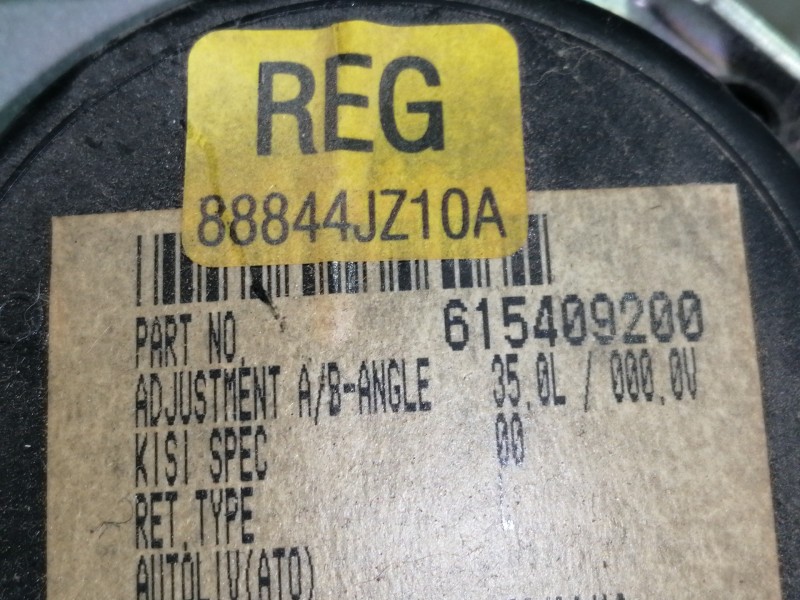 REG
88844JZ10A
PART NO. 615409200
ADJUSTMENT A/B-ANGLE 35.0L / 000.0V
KISI SPEC 00
RET.TYPE
AUTOLIV(ATO)